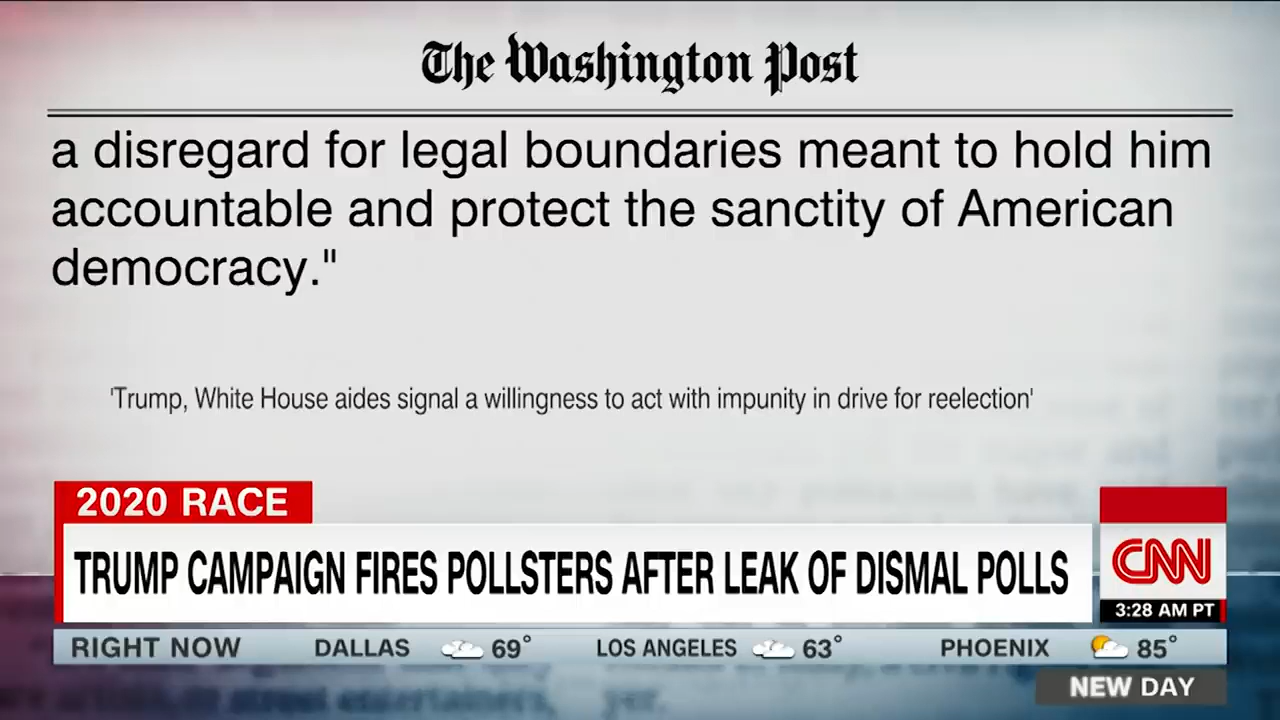 The Washington Post
a disregard for legal boundaries meant to hold him
accountable and protect the sanctity of American
democracy."
'Trump, White House aides signal a willingness to act with impunity in drive for reelection'
2020 RACE
TRUMP CAMPAIGN FIRES POLLSTERS AFTER LEAK OF DISMAL POLLS
CNN
3:28 AM PT
RIGHT NOW DALLAS 69° LOS ANGELES 63° PHOENIX 85°
NEW DAY